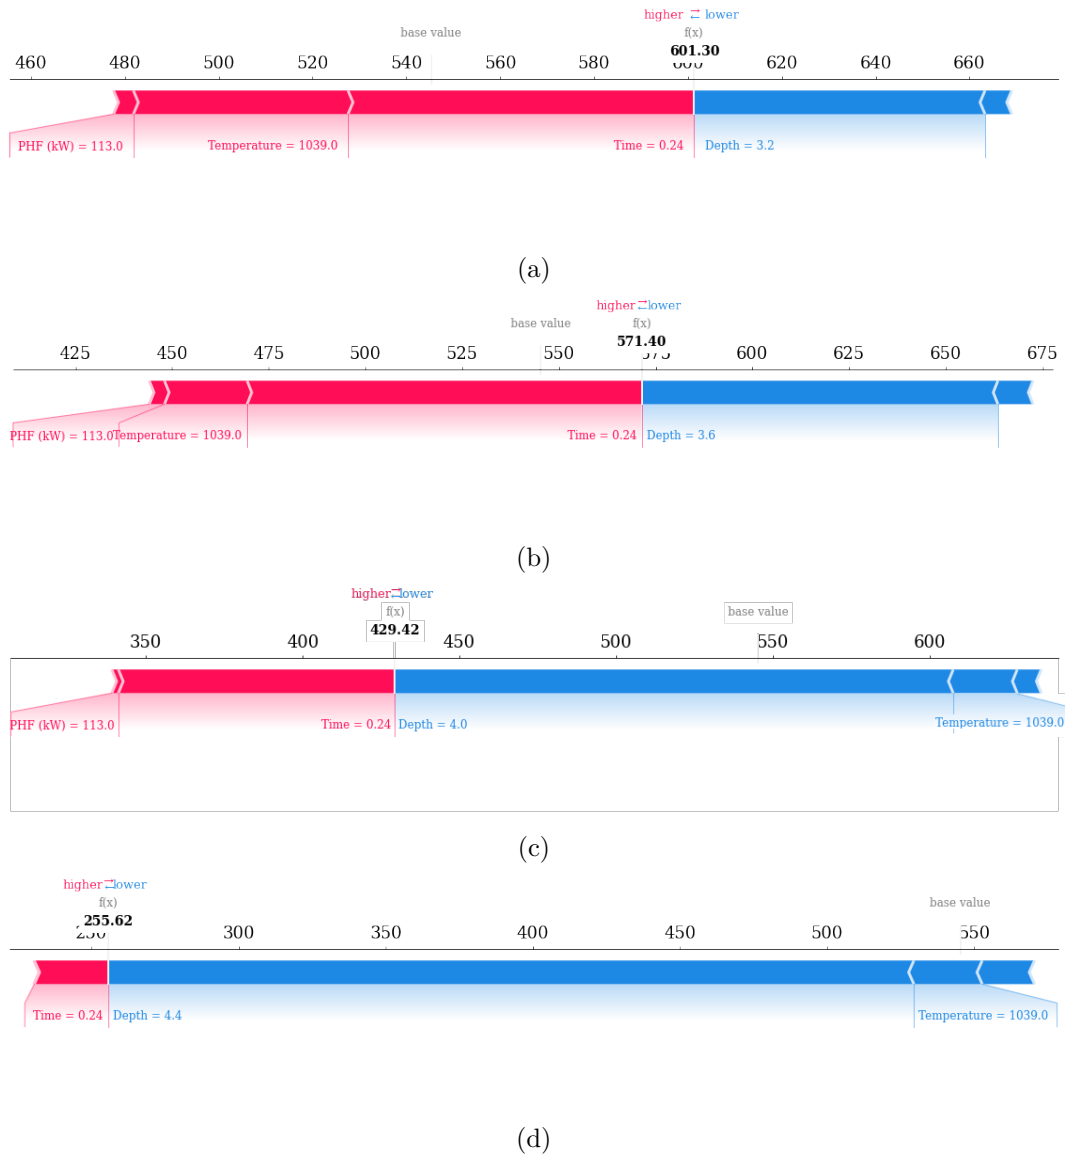 higher ⇄ lower
base value f(x)
601.30
460 480 500 520 540 560 580 600 620 640 660
PHF (kW) = 113.0 Temperature = 1039.0 Time = 0.24 Depth = 3.2
(a)
higher ⇄ lower
base value f(x)
571.40
425 450 475 500 525 550 575 600 625 650 675
PHF (kW) = 113.0 Temperature = 1039.0 Time = 0.24 Depth = 3.6
(b)
higher ⇄ lower
f(x) base value
429.42
350 400 450 500 550 600
PHF (kW) = 113.0 Time = 0.24 Depth = 4.0 Temperature = 1039.0
(c)
higher ⇄ lower
f(x) base value
255.62
250 300 350 400 450 500 550
Time = 0.24 Depth = 4.4 Temperature = 1039.0
(d)